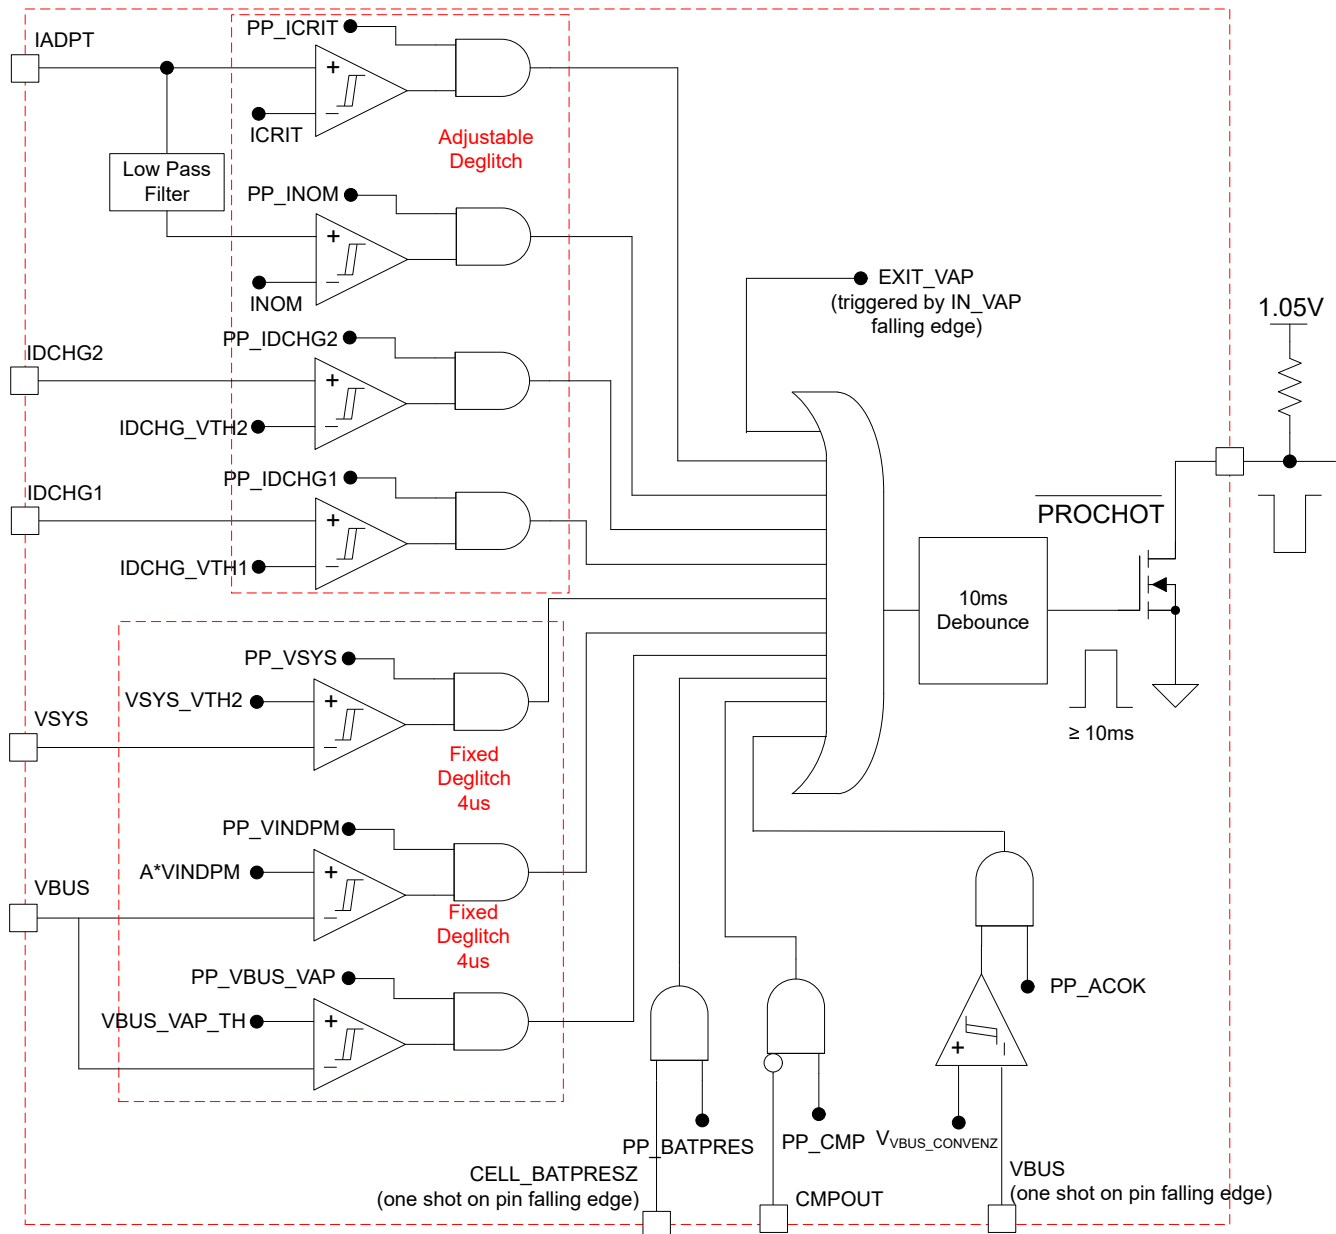 PP_ICRIT
IADPT
+
−
ICRIT
Adjustable
Deglitch
Low Pass
Filter
PP_INOM
+
−
INOM
EXIT_VAP
(triggered by IN_VAP
falling edge)
1.05V
PP_IDCHG2
IDCHG2
+
IDCHG_VTH2
−
PP_IDCHG1
IDCHG1
+
IDCHG_VTH1
−
PROCHOT
10ms
Debounce
≥ 10ms
PP_VSYS
VSYS_VTH2
+
VSYS
−
Fixed
Deglitch
4us
PP_VINDPM
A*VINDPM
+
VBUS
−
Fixed
Deglitch
4us
PP_VBUS_VAP
VBUS_VAP_TH
+
−
PP_ACOK
+
−
PP_BATPRES
PP_CMP
VVBUS_CONVENZ
CELL_BATPRESZ
(one shot on pin falling edge)
CMPOUT
VBUS
(one shot on pin falling edge)